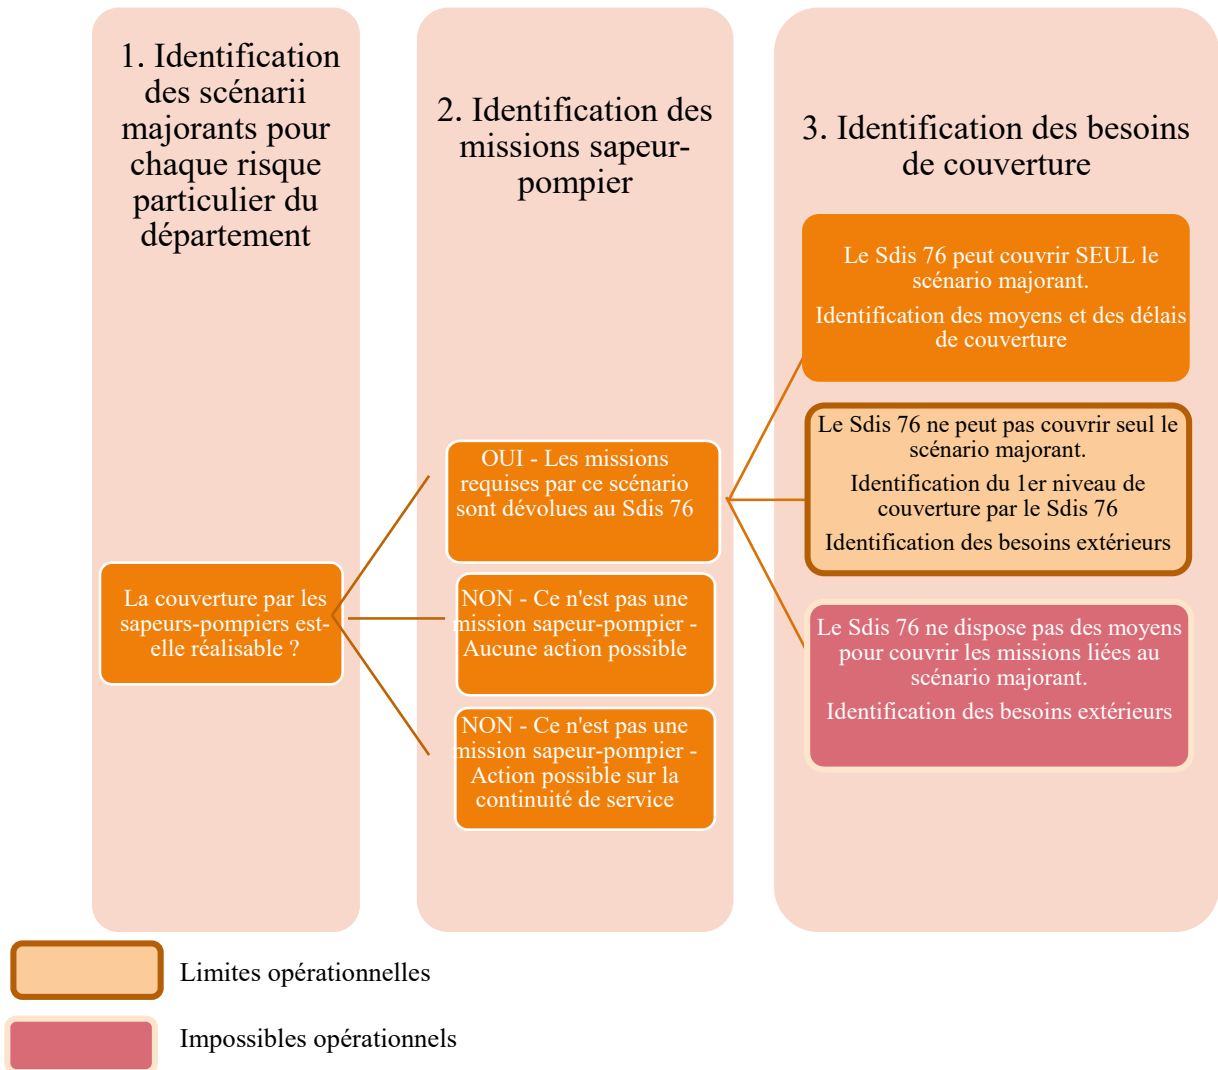 1. Identification
des scénarii
majorants pour
chaque risque
particulier du
département
La couverture par les
sapeurs-pompiers est-
elle réalisable ?
2. Identification des
missions sapeur-
pompier
OUI - Les missions
requises par ce scénario
sont dévolues au Sdis 76
NON - Ce n'est pas une
mission sapeur-pompier -
Aucune action possible
NON - Ce n'est pas une
mission sapeur-pompier -
Action possible sur la
continuité de service
3. Identification des besoins
de couverture
Le Sdis 76 peut couvrir SEUL le
scénario majorant.
Identification des moyens et des délais
de couverture
Le Sdis 76 ne peut pas couvrir seul le
scénario majorant.
Identification du 1er niveau de
couverture par le Sdis 76
Identification des besoins extérieurs
Le Sdis 76 ne dispose pas des moyens
pour couvrir les missions liées au
scénario majorant.
Identification des besoins extérieurs
Limites opérationnelles
Impossibles opérationnels